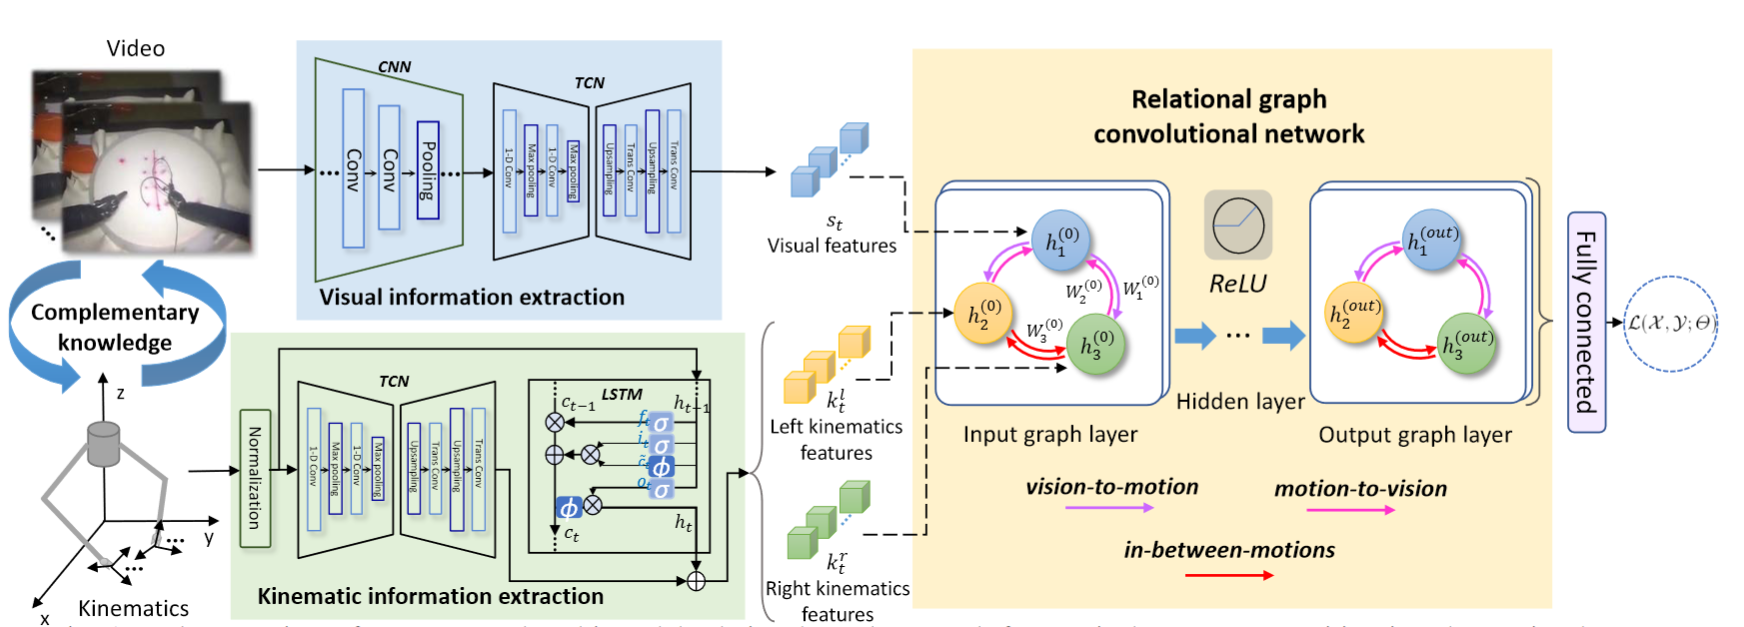 Video
CNN
Conv
Conv
Pooling
TCN
1-D Conv
Max pooling
1-D Conv
Max pooling
Upsampling
Trans Conv
Upsampling
Trans Conv
Visual information extraction
s_t
Visual features
Complementary
knowledge
z
y
x
Kinematics
Normalization
TCN
1-D Conv
Max pooling
1-D Conv
Max pooling
Upsampling
Trans Conv
Upsampling
Trans Conv
LSTM
c_{t-1}
h_{t-1}
f_t σ
i_t σ
c̃_t ϕ
o_t σ
ϕ
c_t
h_t
Kinematic information extraction
k_t^l
Left kinematics
features
k_t^r
Right kinematics
features
Relational graph
convolutional network
h_1^{(0)}
h_2^{(0)}
h_3^{(0)}
W_2^{(0)}
W_1^{(0)}
W_3^{(0)}
Input graph layer
ReLU
...
Hidden layer
h_1^{(out)}
h_2^{(out)}
h_3^{(out)}
Output graph layer
vision-to-motion
motion-to-vision
in-between-motions
Fully connected
ℒ(𝒳, 𝒴; Θ)